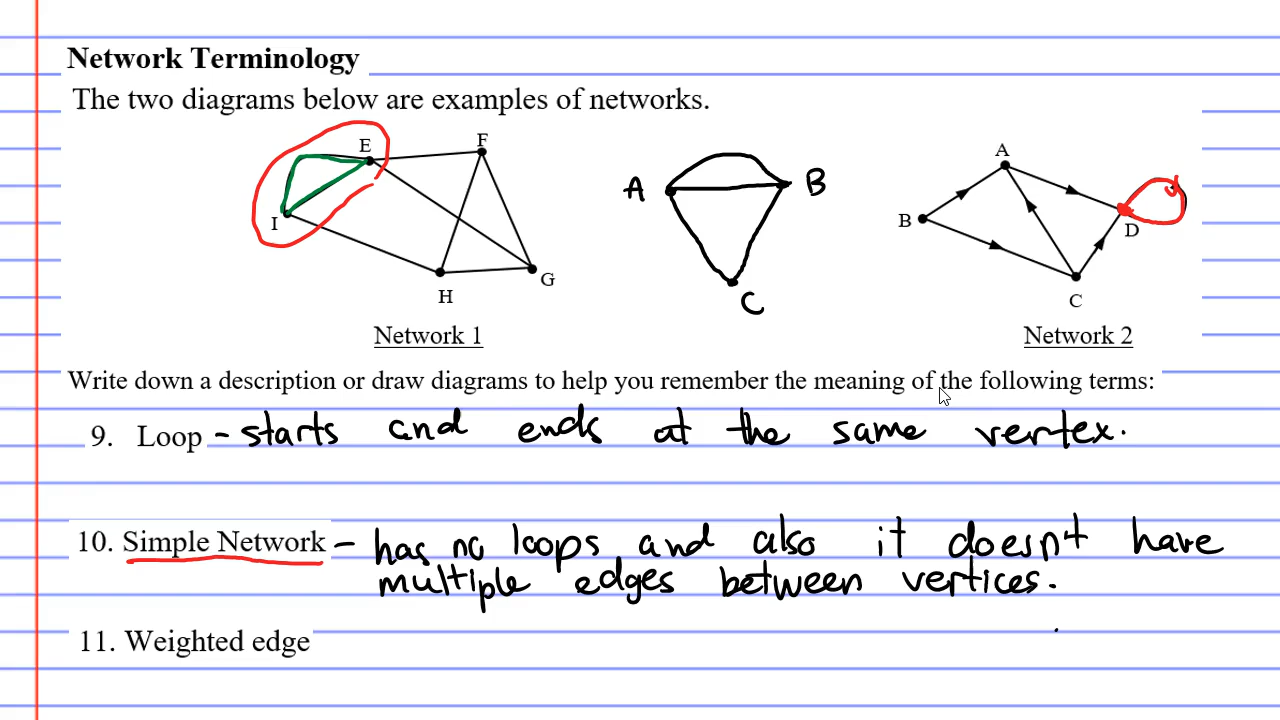 Network Terminology
The two diagrams below are examples of networks.
E
F
I
H
G
Network 1
A
B
C
A
B
D
C
Network 2
Write down a description or draw diagrams to help you remember the meaning of the following terms:
9. Loop - starts and ends at the same vertex.
10. Simple Network - has no loops and also it doesn't have
multiple edges between vertices.
11. Weighted edge